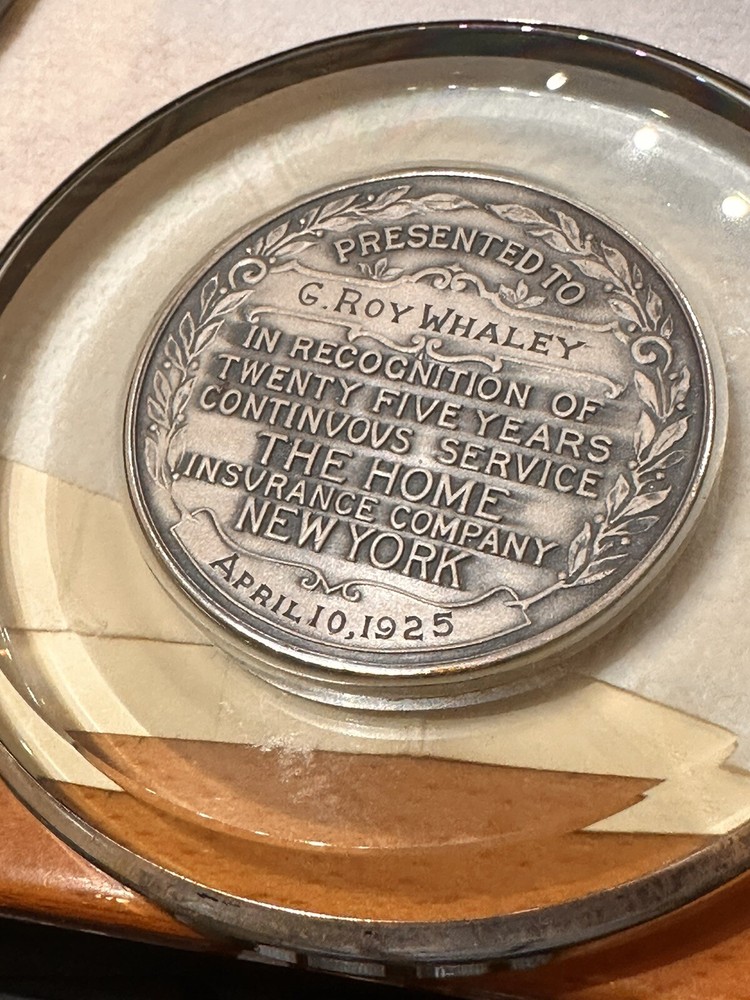 PRESENTED TO
G. ROY WHALEY
IN RECOGNITION OF
TWENTY FIVE YEARS
CONTINVOVS SERVICE
THE HOME
INSVRANCE COMPANY
NEW YORK
APRIL 10, 1925